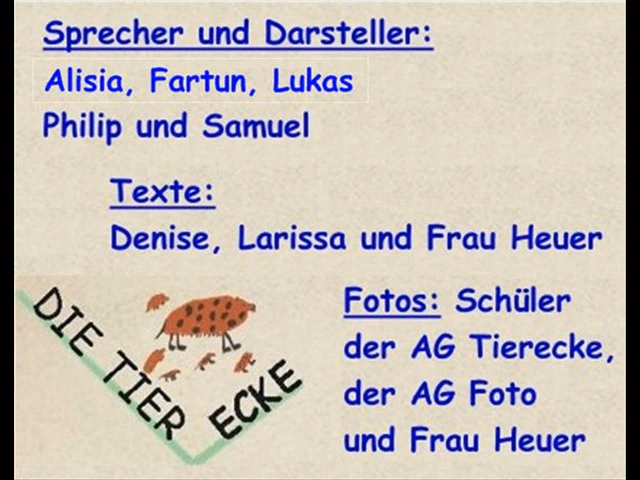 Sprecher und Darsteller:
Alisia, Fartun, Lukas
Philip und Samuel
Texte:
Denise, Larissa und Frau Heuer
Fotos: Schüler
der AG Tierecke,
der AG Foto
und Frau Heuer
DIE TIER
ECKE